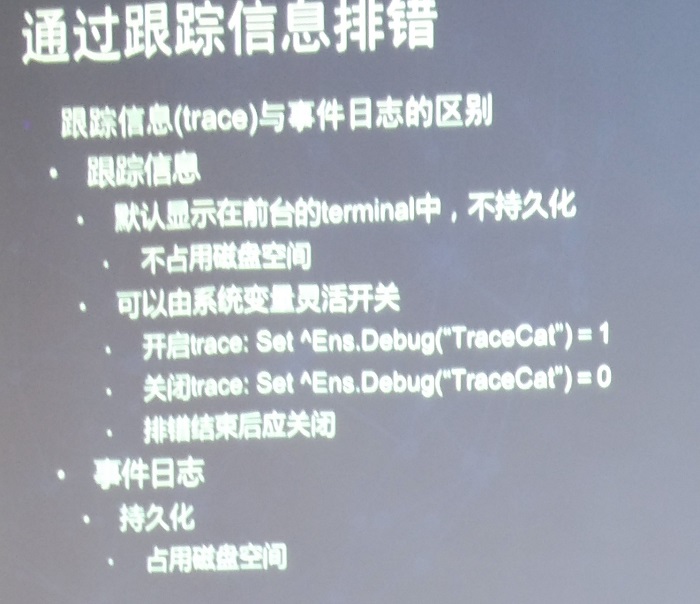 通过跟踪信息排错
跟踪信息(trace)与事件日志的区别
• 跟踪信息
• 默认显示在前台的terminal中，不持久化
• 不占用磁盘空间
• 可以由系统变量灵活开关
• 开启trace: Set ^Ens.Debug("TraceCat") = 1
• 关闭trace: Set ^Ens.Debug("TraceCat") = 0
• 排错结束后应关闭
• 事件日志
• 持久化
• 占用磁盘空间